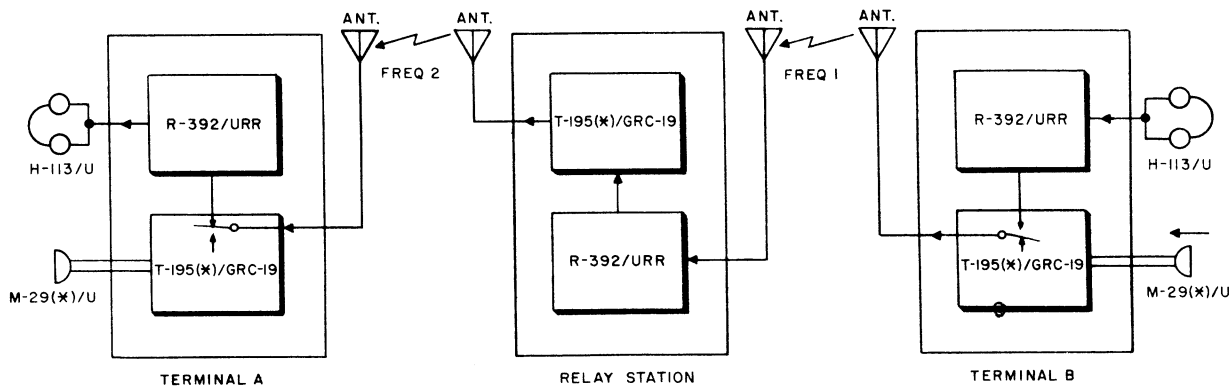 ANT.
ANT.
ANT.
ANT.
FREQ 2
FREQ 1
R-392/URR
T-195(*)/GRC-19
R-392/URR
H-113/U
H-113/U
T-195(*)/GRC-19
R-392/URR
T-195(*)/GRC-19
M-29(*)/U
M-29(*)/U
TERMINAL A
RELAY STATION
TERMINAL B